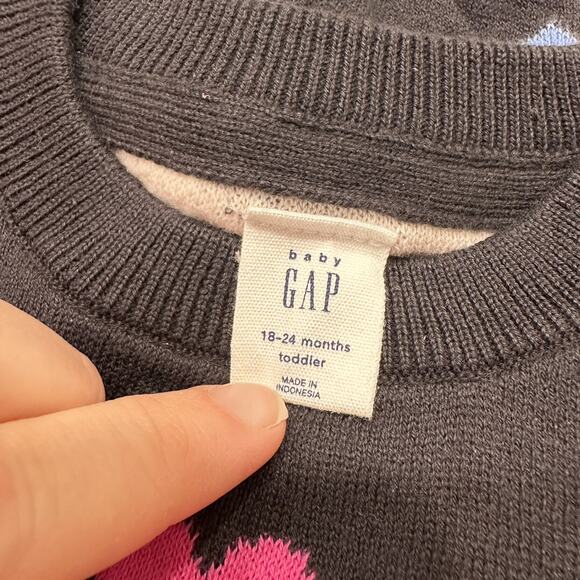 baby
GAP
18-24 months
toddler
MADE IN
INDONESIA